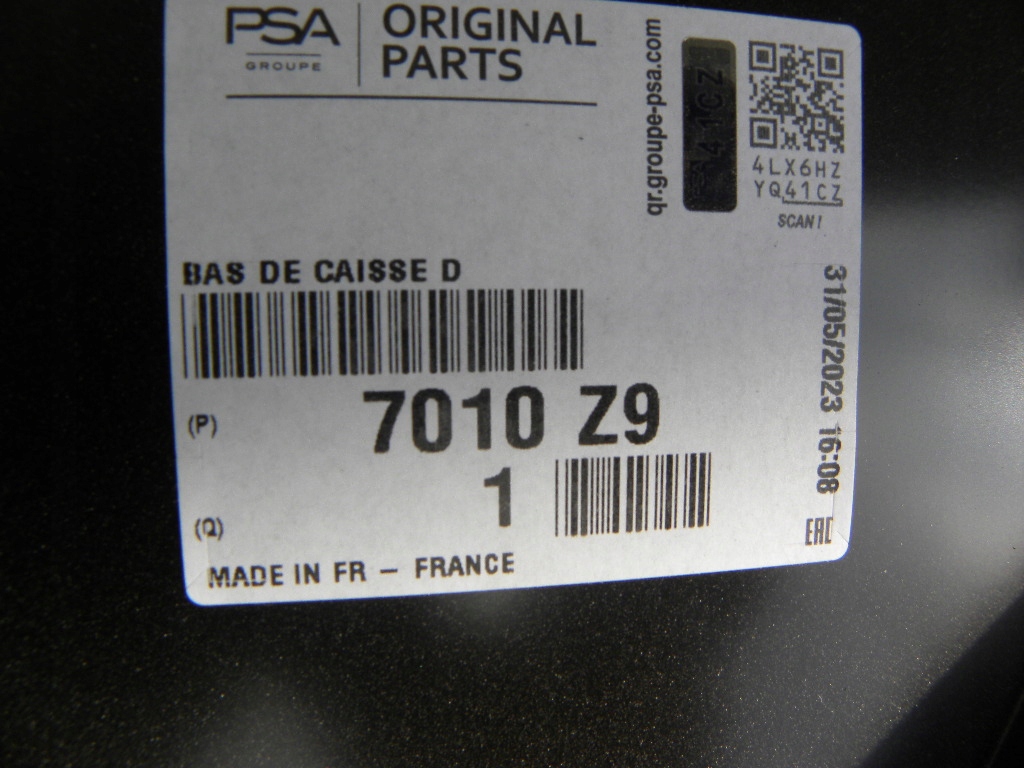 PSA
GROUPE
ORIGINAL
PARTS
qr.groupe-psa.com
41CZ
4LX6HZ
YQ41CZ
SCAN!
BAS DE CAISSE D
31/05/2023 16:08
(P)
7010 Z9
1
(Q)
EAC
MADE IN FR – FRANCE